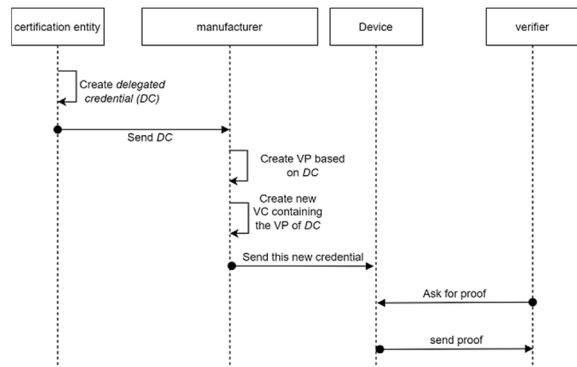 certification entity
manufacturer
Device
verifier
Create delegated
credential (DC)
Send DC
Create VP based
on DC
Create new
VC containing
the VP of DC
Send this new credential
Ask for proof
send proof